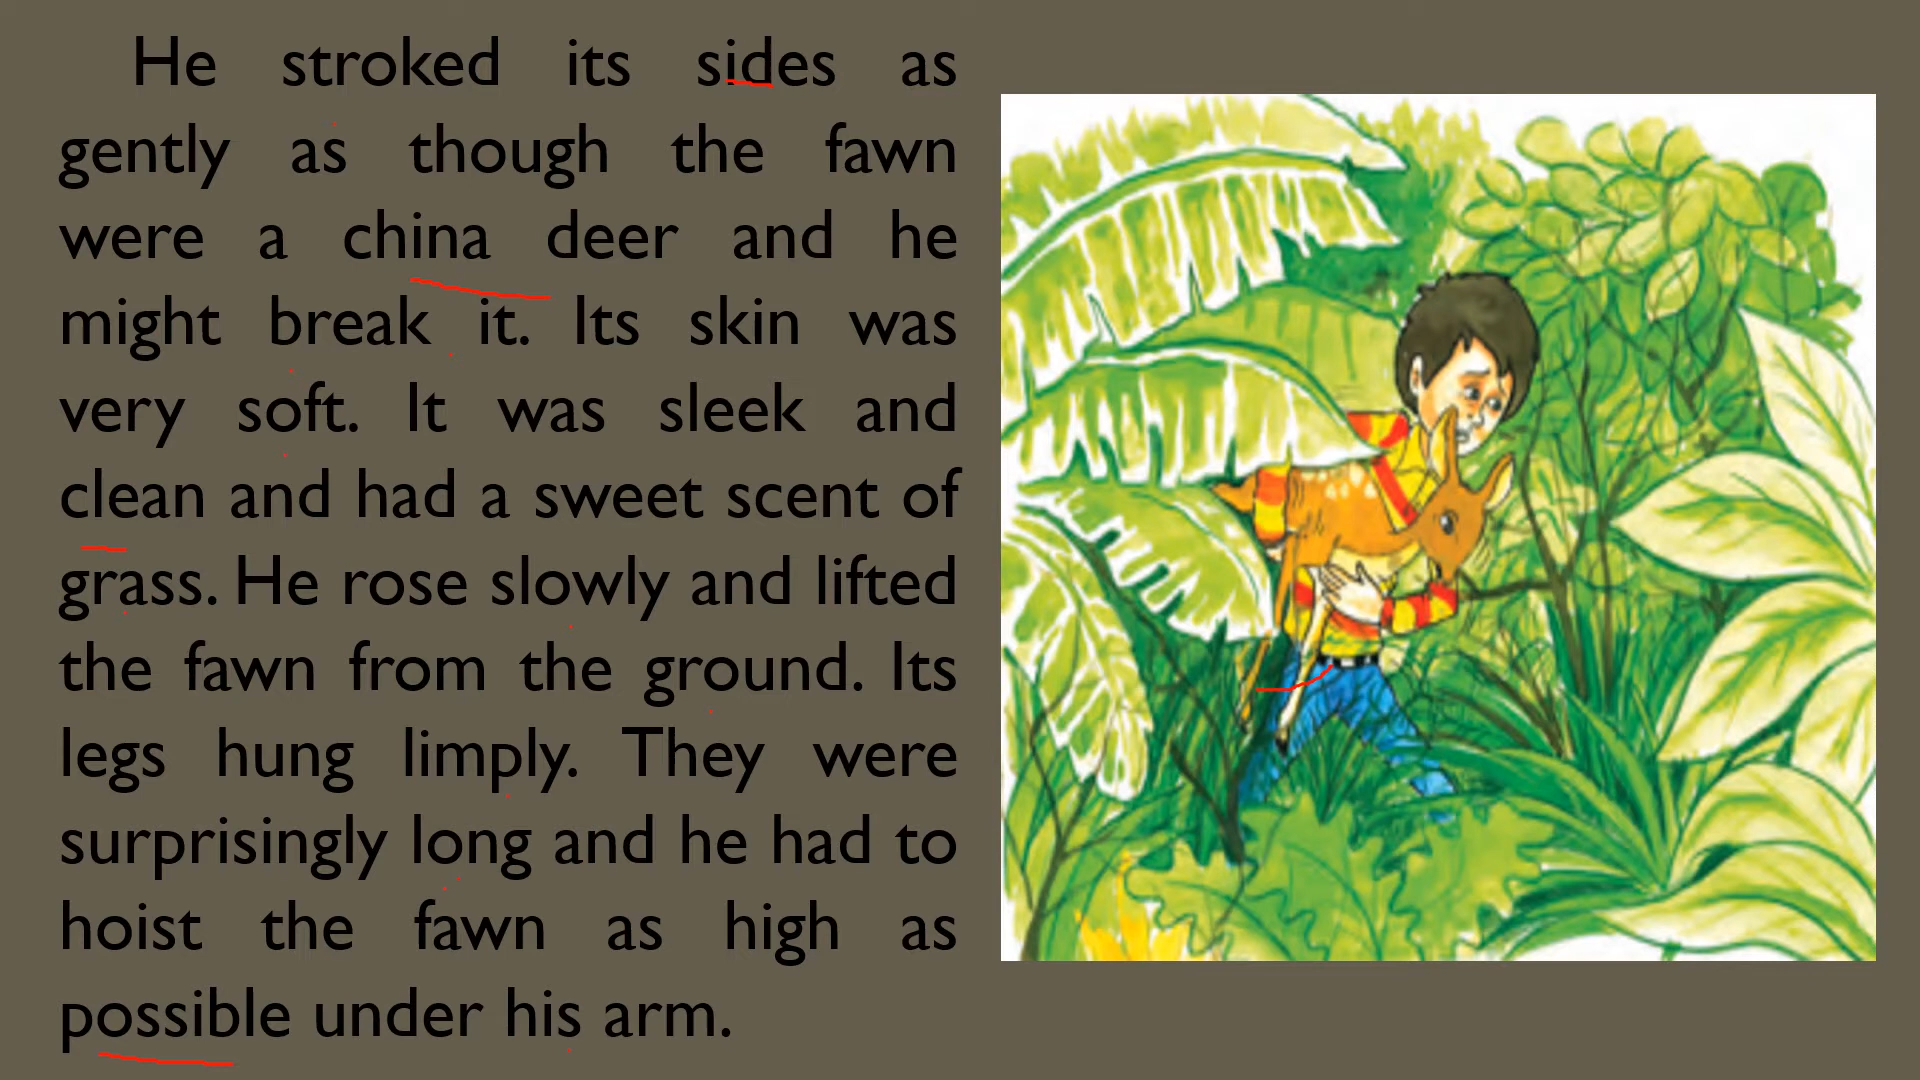 He stroked its sides as
gently as though the fawn
were a china deer and he
might break it. Its skin was
very soft. It was sleek and
clean and had a sweet scent of
grass. He rose slowly and lifted
the fawn from the ground. Its
legs hung limply. They were
surprisingly long and he had to
hoist the fawn as high as
possible under his arm.